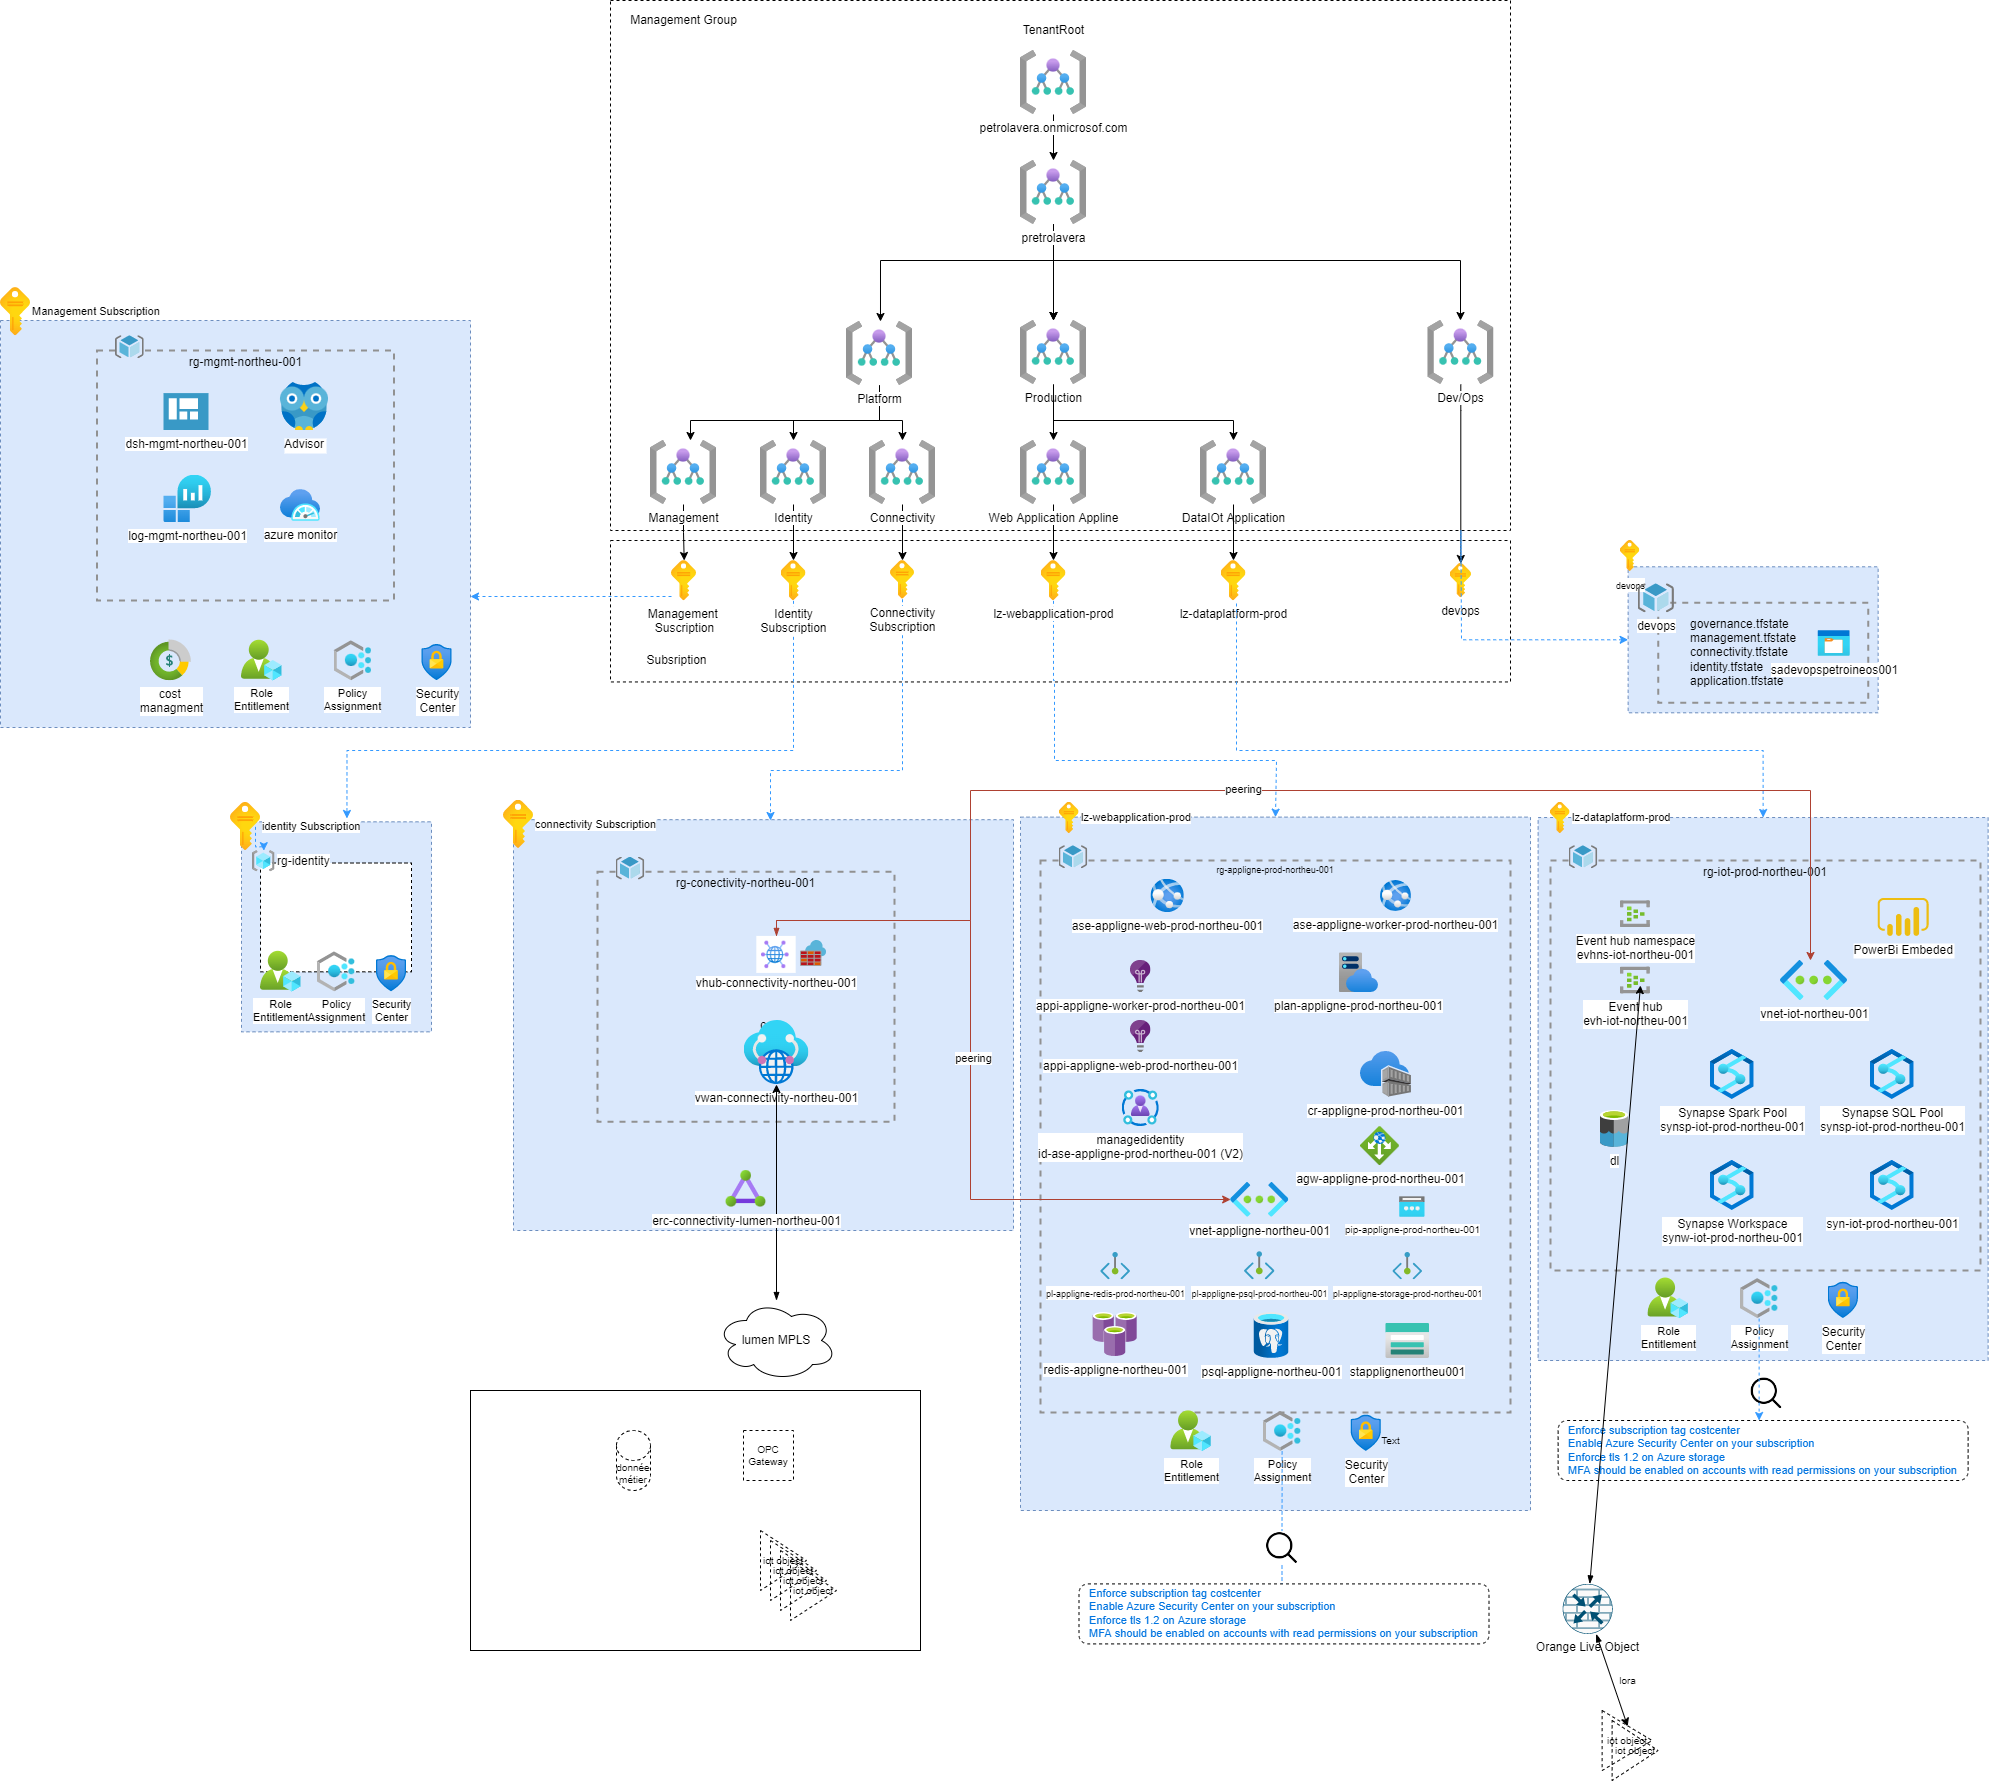 Management Group
TenantRoot
petrolavera.onmicrosof.com
pretrolavera
Platform
Production
Dev/Ops
Management
Identity
Connectivity
Web Application Appline
DataIOt Application
Management
Suscription
Identity
Subscription
Connectivity
Subscription
lz-webapplication-prod
lz-dataplatform-prod
devops
Subsription
Management Subscription
rg-mgmt-northeu-001
dsh-mgmt-northeu-001
Advisor
log-mgmt-northeu-001
azure monitor
cost
managment
Role
Entitlement
Policy
Assignment
Security
Center
devops
devops
governance.tfstate
management.tfstate
connectivity.tfstate
identity.tfstate
application.tfstate
sadevopspetroineos001
identity Subscription
rg-identity
Role
Entitlement
Policy
Assignment
Security
Center
connectivity Subscription
rg-conectivity-northeu-001
vhub-connectivity-northeu-001
vwan-connectivity-northeu-001
erc-connectivity-lumen-northeu-001
lumen MPLS
peering
peering
donnée
métier
OPC
Gateway
iot object
iot object
iot object
iot object
lz-webapplication-prod
rg-appligne-prod-northeu-001
ase-appligne-web-prod-northeu-001
ase-appligne-worker-prod-northeu-001
appi-appligne-worker-prod-northeu-001
plan-appligne-prod-northeu-001
appi-appligne-web-prod-northeu-001
cr-appligne-prod-northeu-001
managedidentity
id-ase-appligne-prod-northeu-001 (V2)
agw-appligne-prod-northeu-001
vnet-appligne-northeu-001
pip-appligne-prod-northeu-001
pl-appligne-redis-prod-northeu-001
pl-appligne-psql-prod-northeu-001
pl-appligne-storage-prod-northeu-001
redis-appligne-northeu-001
psql-appligne-northeu-001
stapplignenortheu001
Role
Entitlement
Policy
Assignment
Security
Center
Text
Enforce subscription tag costcenter
Enable Azure Security Center on your subscription
Enforce tls 1.2 on Azure storage
MFA should be enabled on accounts with read permissions on your subscription
lz-dataplatform-prod
rg-iot-prod-northeu-001
Event hub namespace
evhns-iot-northeu-001
PowerBi Embeded
Event hub
evh-iot-northeu-001
vnet-iot-northeu-001
Synapse Spark Pool
synsp-iot-prod-northeu-001
Synapse SQL Pool
synsp-iot-prod-northeu-001
dl
Synapse Workspace
synw-iot-prod-northeu-001
syn-iot-prod-northeu-001
Role
Entitlement
Policy
Assignment
Security
Center
Enforce subscription tag costcenter
Enable Azure Security Center on your subscription
Enforce tls 1.2 on Azure storage
MFA should be enabled on accounts with read permissions on your subscription
Orange Live Object
lora
iot object
iot object